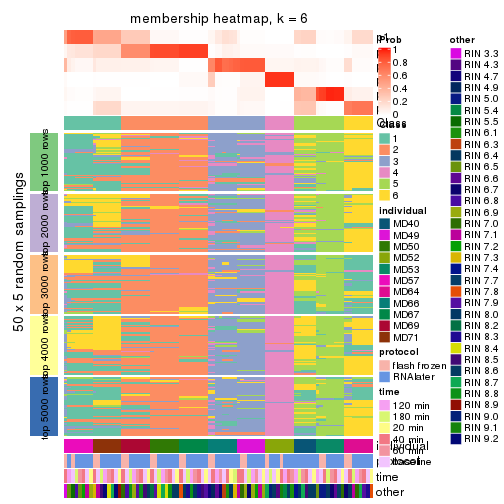 membership heatmap, k = 6
50 x 5 random samplings
top 1000 rows
top 2000 rows
top 3000 rows
top 4000 rows
top 5000 rows
Class
individual
protocol
time
other
Prob
1
0.8
0.6
0.4
0.2
0
Class
1
2
3
4
5
6
individual
MD40
MD49
MD50
MD52
MD53
MD57
MD64
MD66
MD67
MD69
MD71
protocol
flash frozen
RNAlater
time
120 min
180 min
20 min
40 min
60 min
baseline
other
RIN 3.3
RIN 4.3
RIN 4.7
RIN 4.9
RIN 5.0
RIN 5.4
RIN 5.5
RIN 6.1
RIN 6.3
RIN 6.4
RIN 6.5
RIN 6.6
RIN 6.7
RIN 6.8
RIN 6.9
RIN 7.0
RIN 7.1
RIN 7.2
RIN 7.3
RIN 7.4
RIN 7.7
RIN 7.8
RIN 7.9
RIN 8.0
RIN 8.2
RIN 8.3
RIN 8.4
RIN 8.5
RIN 8.6
RIN 8.7
RIN 8.8
RIN 8.9
RIN 9.0
RIN 9.1
RIN 9.2